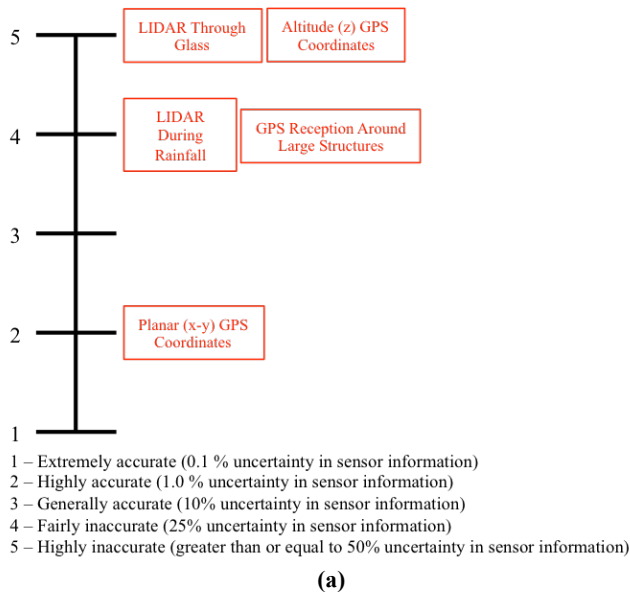 5
LIDAR Through
Glass
Altitude (z) GPS
Coordinates
4
LIDAR
During
Rainfall
GPS Reception Around
Large Structures
3
2
Planar (x-y) GPS
Coordinates
1
1 – Extremely accurate (0.1 % uncertainty in sensor information)
2 – Highly accurate (1.0 % uncertainty in sensor information)
3 – Generally accurate (10% uncertainty in sensor information)
4 – Fairly inaccurate (25% uncertainty in sensor information)
5 – Highly inaccurate (greater than or equal to 50% uncertainty in sensor information)
(a)